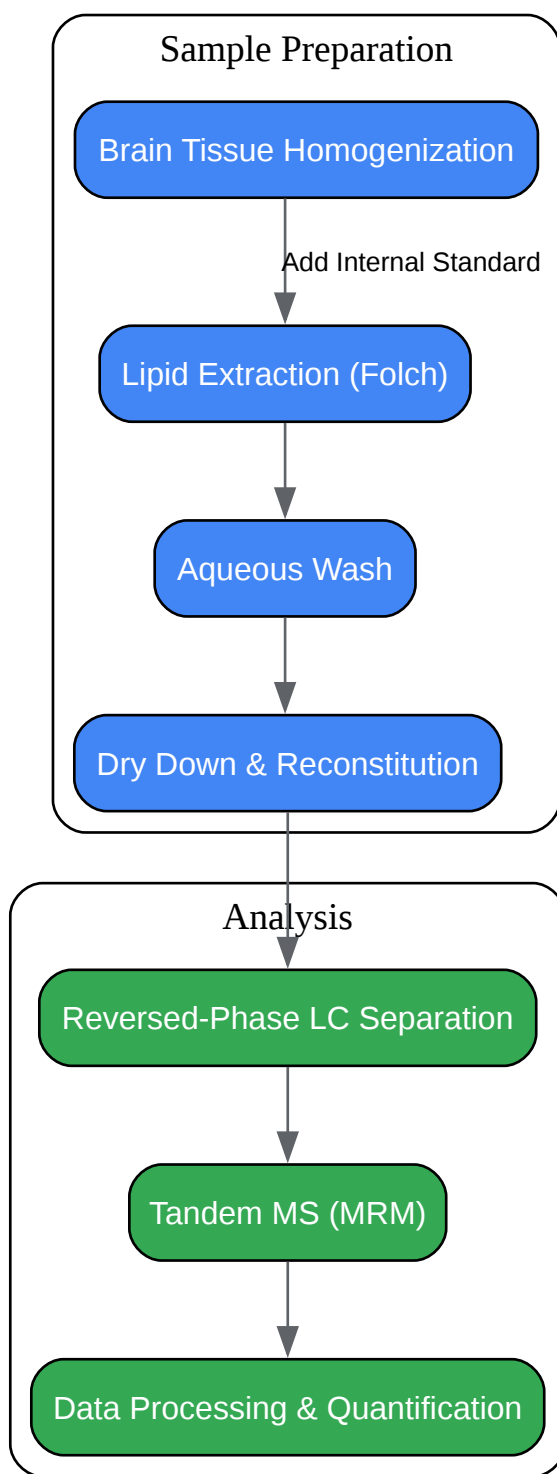 Sample Preparation
Brain Tissue Homogenization
Add Internal Standard
Lipid Extraction (Folch)
Aqueous Wash
Dry Down & Reconstitution
Analysis
Reversed-Phase LC Separation
Tandem MS (MRM)
Data Processing & Quantification